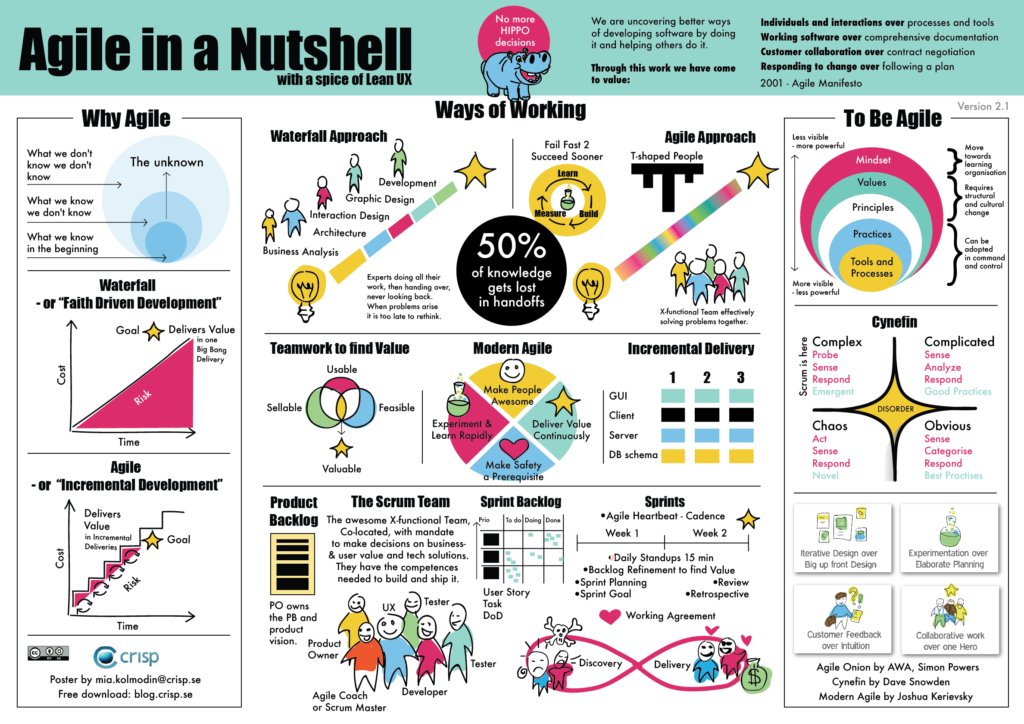 Agile in a Nutshell
with a spice of Lean UX
No more
HIPPO
decisions
We are uncovering better ways
of developing software by doing
it and helping others do it.
Through this work we have come
to value:
Individuals and interactions over processes and tools
Working software over comprehensive documentation
Customer collaboration over contract negotiation
Responding to change over following a plan
2001 - Agile Manifesto
Version 2.1
Why Agile
What we don't
know we don't
know
What we know
we don't know
What we know
in the beginning
The unknown
Waterfall
- or “Faith Driven Development”
Goal
Delivers Value
in one
Big Bang
Delivery
Cost
Risk
Time
Agile
- or “Incremental Development”
Delivers
Value
in Incremental
Deliveries
Goal
Cost
Risk
Time
crisp
Poster by mia.kolmodin@crisp.se
Free download: blog.crisp.se
Ways of Working
Waterfall Approach
Development
Graphic Design
Interaction Design
Architecture
Business Analysis
Experts doing all their
work, then handing over,
never looking back.
When problems arise
it is too late to rethink.
Fail Fast 2
Succeed Sooner
Learn
Measure
Build
50%
of knowledge
gets lost
in handoffs
Agile Approach
T-shaped People
X-functional Team effectively
solving problems together.
Teamwork to find Value
Usable
Sellable
Feasible
Valuable
Modern Agile
Make People
Awesome
Experiment &
Learn Rapidly
Deliver Value
Continuously
Make Safety
a Prerequisite
Incremental Delivery
1 2 3
GUI
Client
Server
DB schema
Product
Backlog
PO owns
the PB and
product
vision.
The Scrum Team
The awesome X-functional Team,
Co-located, with mandate
to make decisions on business-
& user value and tech solutions.
They have the competences
needed to build and ship it.
UX
Tester
Product
Owner
Tester
Developer
Agile Coach
or Scrum Master
Sprint Backlog
Prio To do Doing Done
User Story
Task
DoD
Sprints
•Agile Heartbeat - Cadence
Week 1 Week 2
•Daily Standups 15 min
•Backlog Refinement to find Value
•Sprint Planning •Review
•Sprint Goal •Retrospective
Working Agreement
Discovery
Delivery
$
To Be Agile
Less visible
- more powerful
More visible
- less powerful
Mindset
Values
Principles
Practices
Tools and
Processes
Move
towards
learning
organisation
Requires
structural
and cultural
change
Can be
adopted
in command
and control
Cynefin
Scrum is here
Complex
Probe
Sense
Respond
Emergent
Complicated
Sense
Analyze
Respond
Good Practices
DISORDER
Chaos
Act
Sense
Respond
Novel
Obvious
Sense
Categorise
Respond
Best Practises
Iterative Design over
Big up front Design
Experimentation over
Elaborate Planning
Customer Feedback
over Intuition
Collaborative work
over one Hero
Agile Onion by AWA, Simon Powers
Cynefin by Dave Snowden
Modern Agile by Joshua Kerievsky